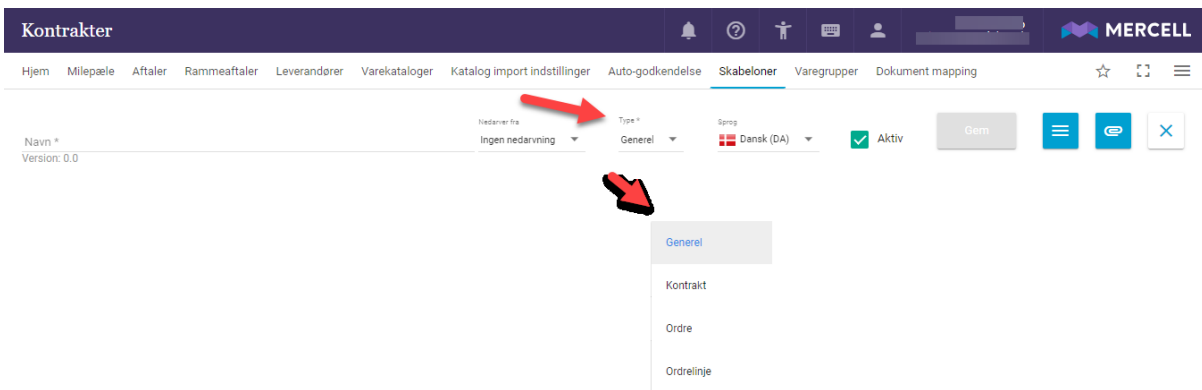 Kontrakter
MERCELL
Hjem Milepæle Aftaler Rammeaftaler Leverandører Varekataloger Katalog import indstillinger Auto-godkendelse Skabeloner Varegrupper Dokument mapping
Nedarver fra Type * Sprog
Navn * Ingen nedarvning Generel Dansk (DA) Aktiv Gem
Version: 0.0
Generel
Kontrakt
Ordre
Ordrelinje